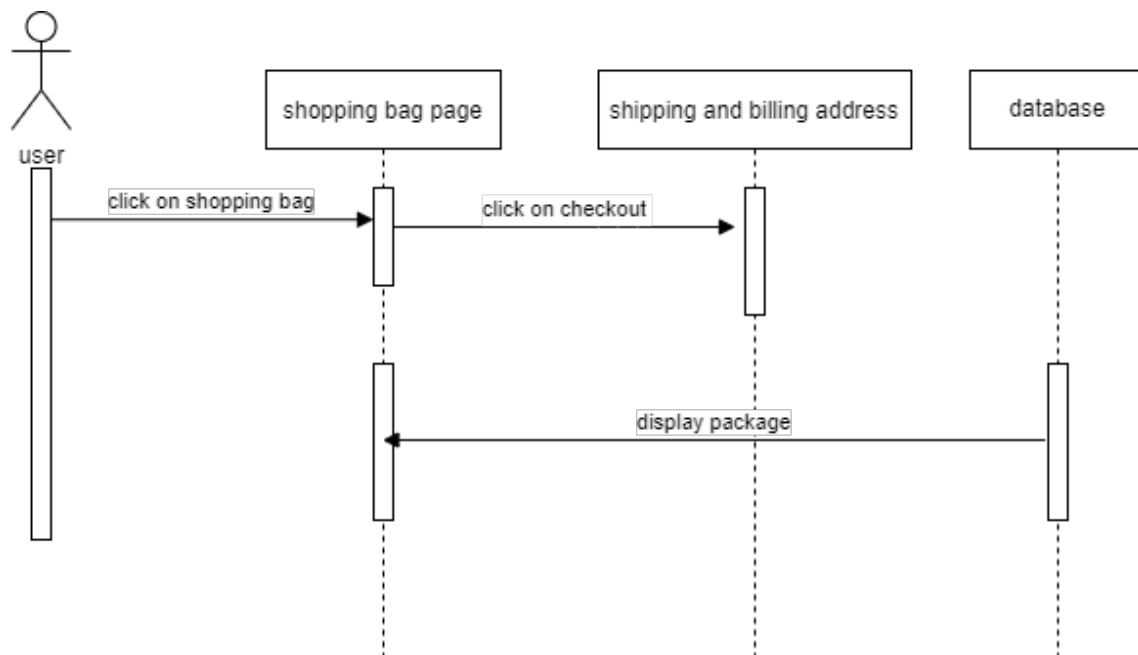 user
shopping bag page
shipping and billing address
database
click on shopping bag
click on checkout
display package